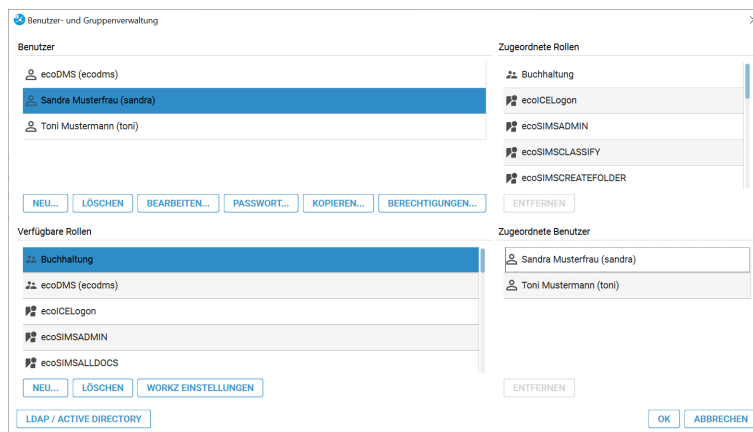 Benutzer- und Gruppenverwaltung
Benutzer
ecoDMS (ecodms)
Sandra Musterfrau (sandra)
Toni Mustermann (toni)
NEU...
LÖSCHEN
BEARBEITEN...
PASSWORT...
KOPIEREN...
BERECHTIGUNGEN...
Zugeordnete Rollen
Buchhaltung
ecoICELogon
ecoSIMSADMIN
ecoSIMSCLASSIFY
ecoSIMSCREATEFOLDER
ENTFERNEN
Verfügbare Rollen
Buchhaltung
ecoDMS (ecodms)
ecoICELogon
ecoSIMSADMIN
ecoSIMSALLDOCS
NEU...
LÖSCHEN
WORKZ EINSTELLUNGEN
Zugeordnete Benutzer
Sandra Musterfrau (sandra)
Toni Mustermann (toni)
ENTFERNEN
LDAP / ACTIVE DIRECTORY
OK
ABBRECHEN